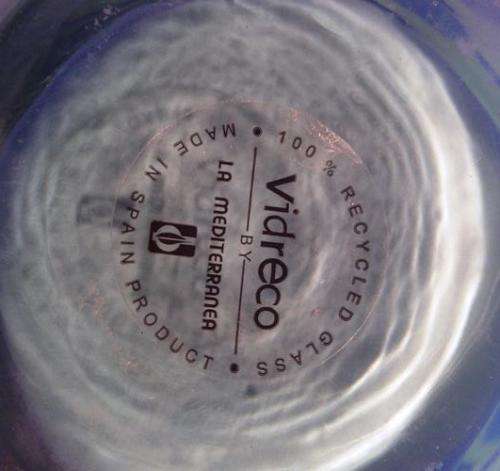 100 % RECYCLED GLASS
Vidreco
BY
LA MEDITERRANEA
MADE IN SPAIN PRODUCT